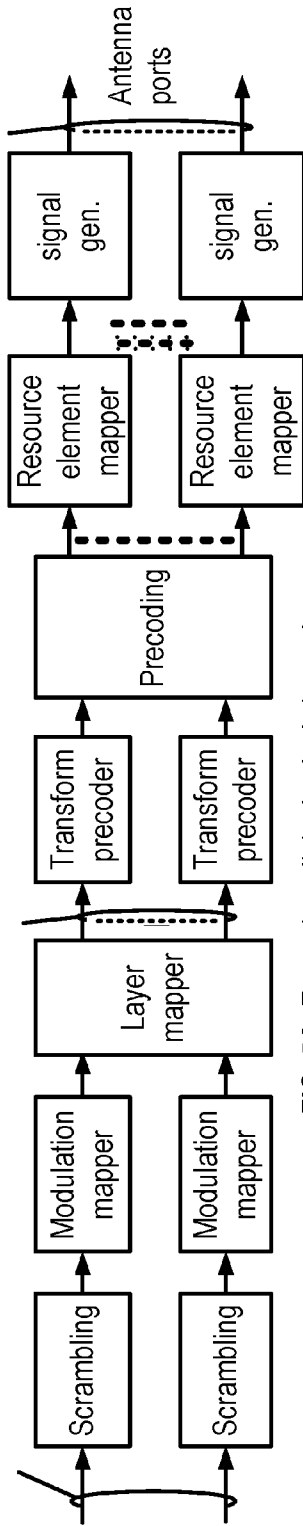 Scrambling
Scrambling
Modulation
mapper
Modulation
mapper
Layer
mapper
Transform
precoder
Transform
precoder
Precoding
Resource
element
mapper
Resource
element
mapper
signal
gen.
signal
gen.
Antenna
ports